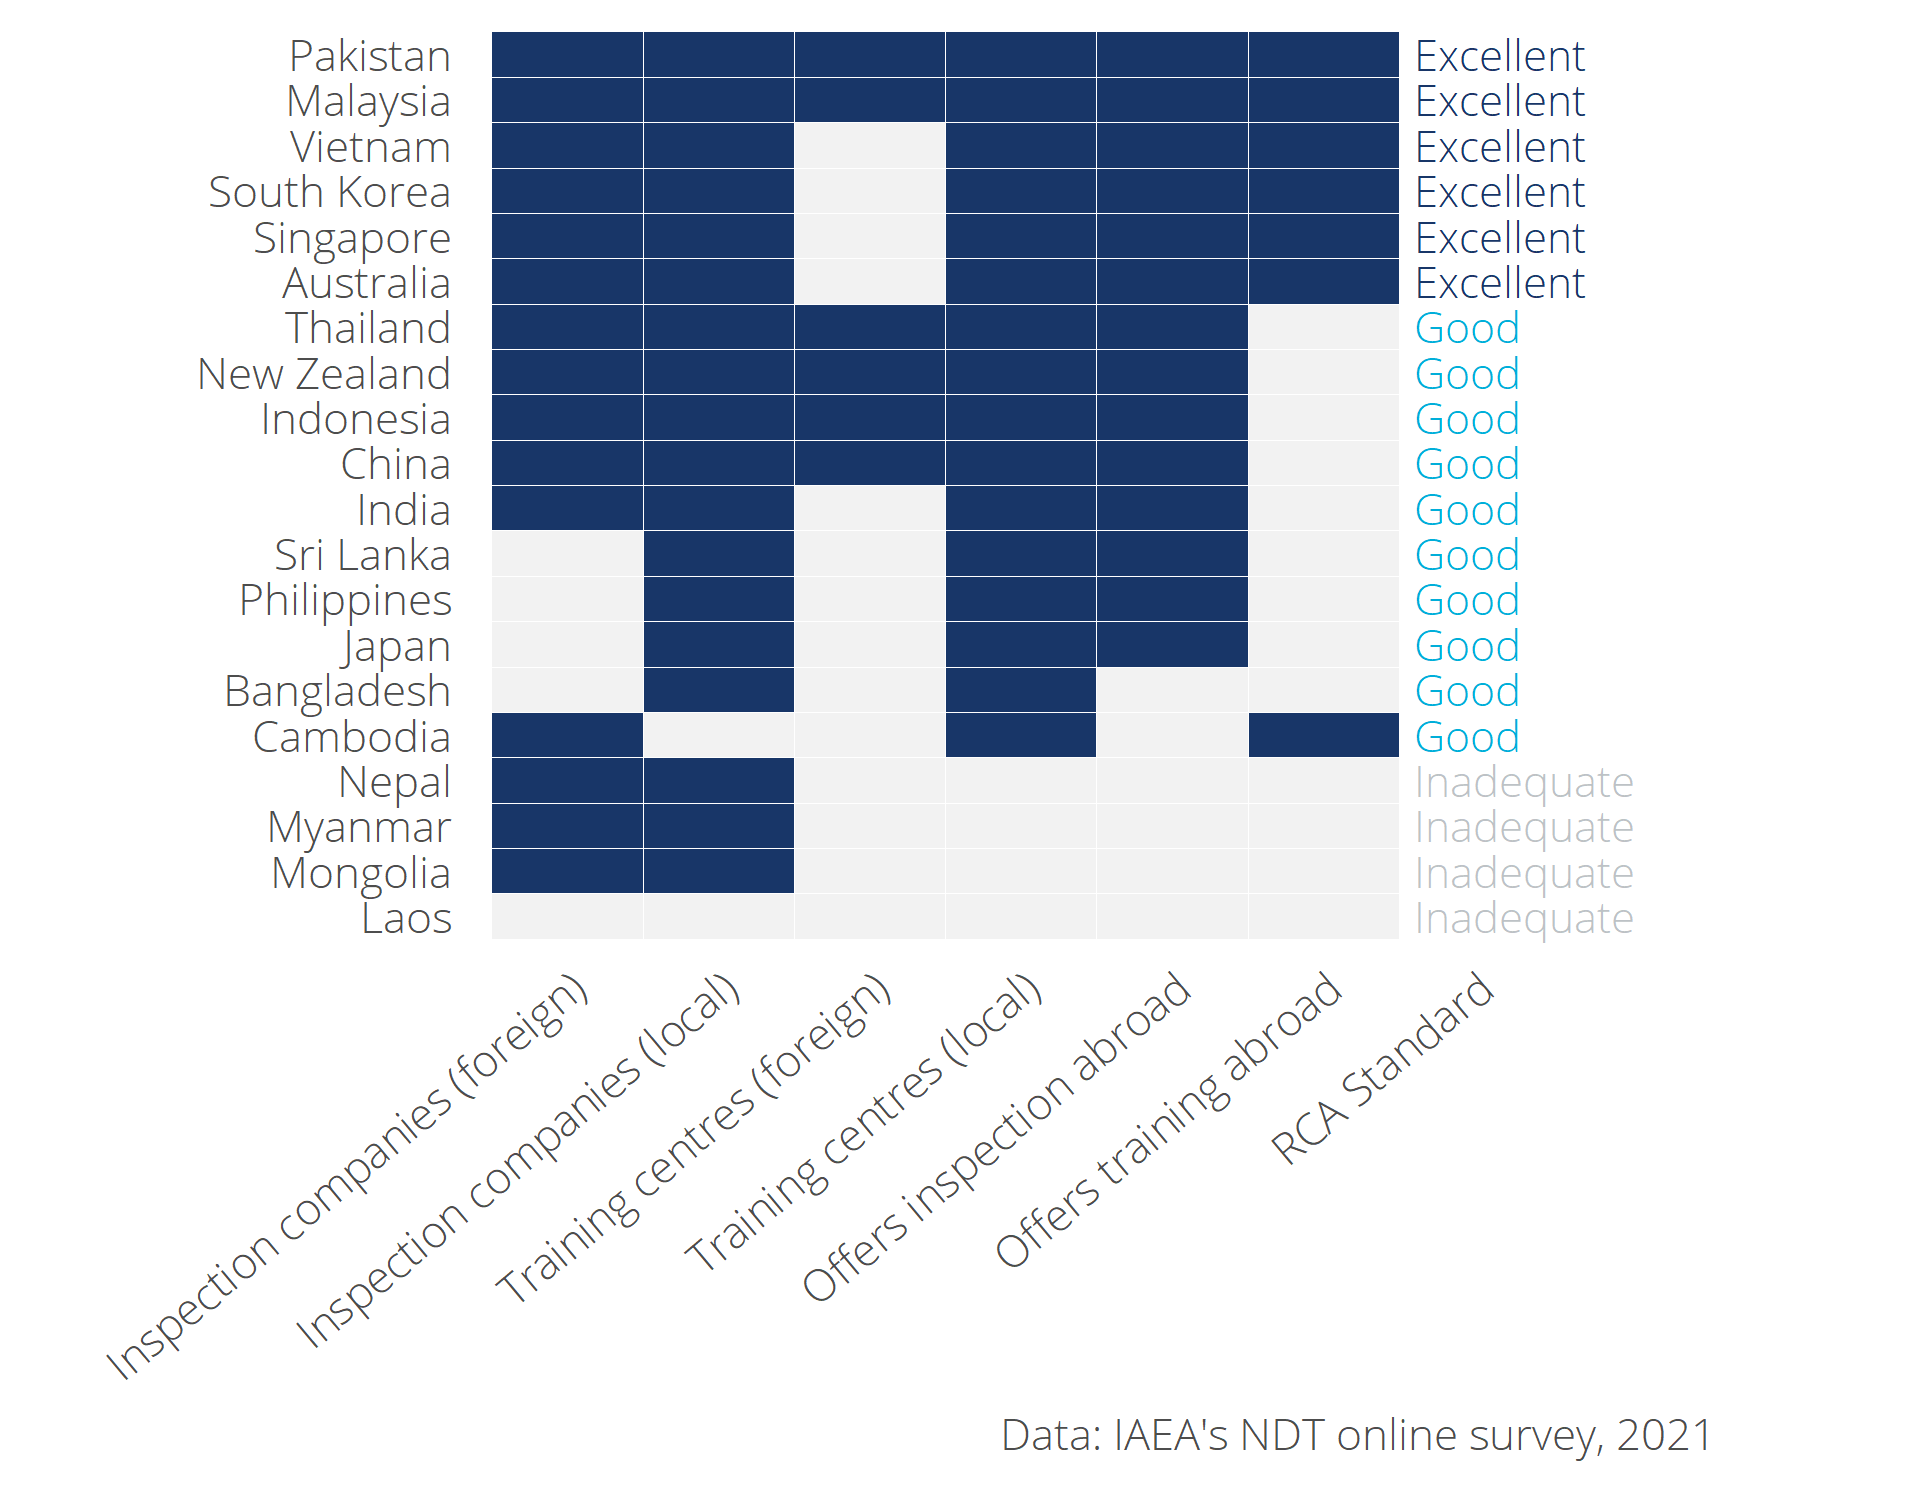 Pakistan Excellent
Malaysia Excellent
Vietnam Excellent
South Korea Excellent
Singapore Excellent
Australia Excellent
Thailand Good
New Zealand Good
Indonesia Good
China Good
India Good
Sri Lanka Good
Philippines Good
Japan Good
Bangladesh Good
Cambodia Good
Nepal Inadequate
Myanmar Inadequate
Mongolia Inadequate
Laos Inadequate
Inspection companies (foreign)
Inspection companies (local)
Training centres (foreign)
Training centres (local)
Offers inspection abroad
Offers training abroad
RCA Standard
Data: IAEA's NDT online survey, 2021